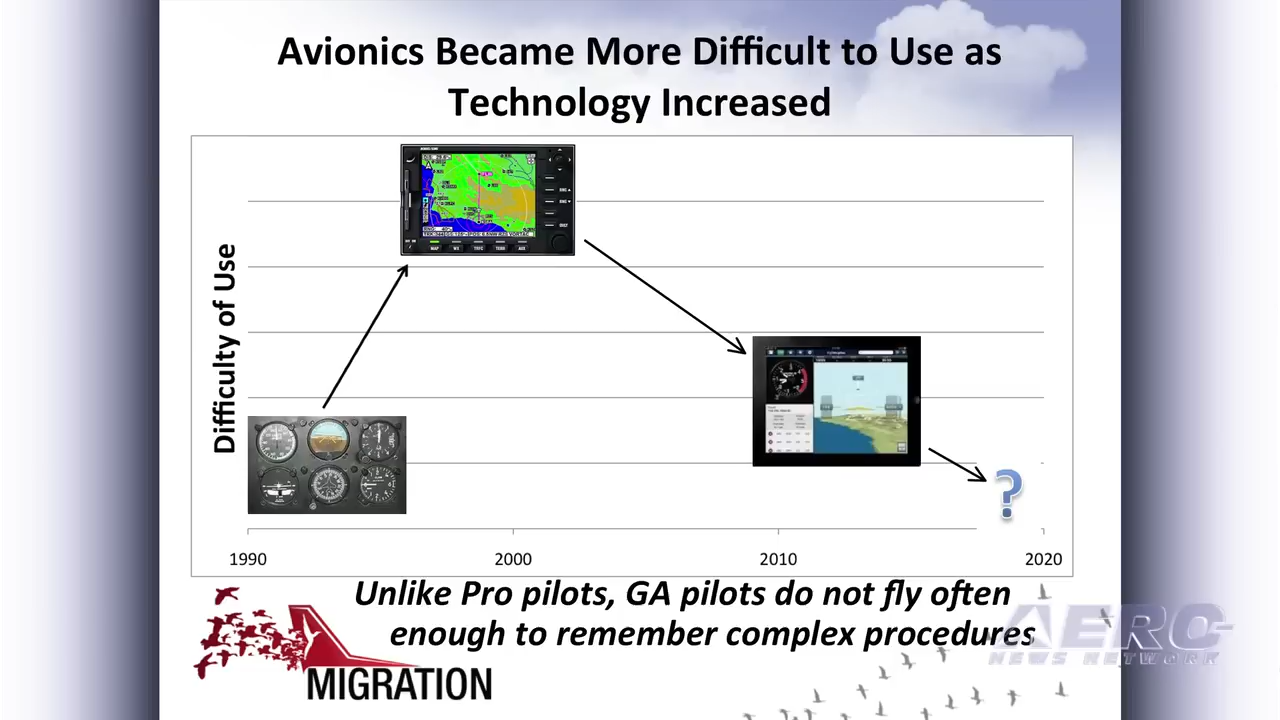 Avionics Became More Difficult to Use as
Technology Increased
Difficulty of Use
?
1990
2000
2010
2020
Unlike Pro pilots, GA pilots do not fly often
enough to remember complex procedures
MIGRATION
AERO
NEWS NETWORK